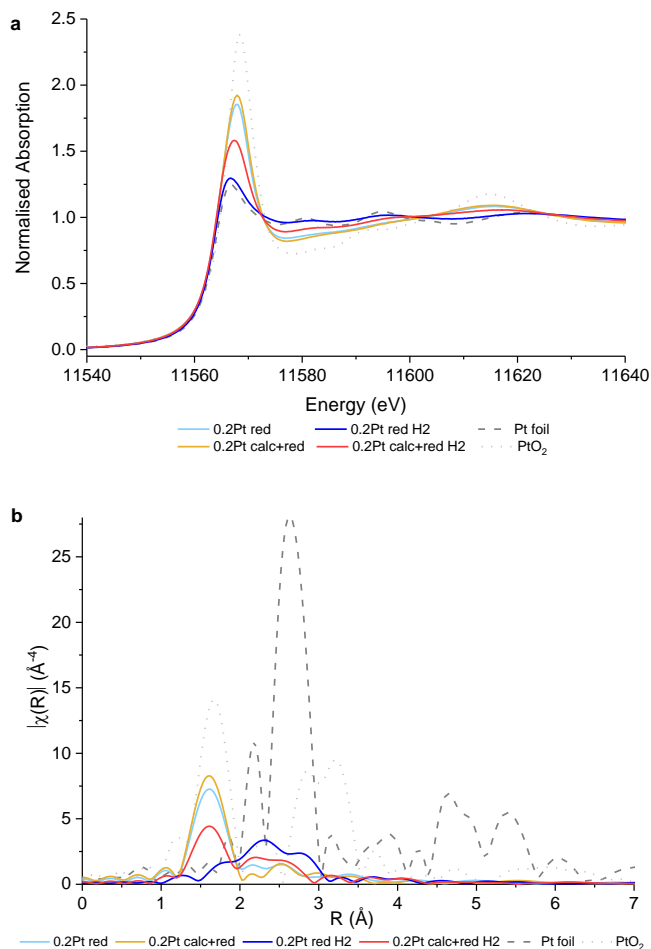 a
2.5
2.0
1.5
1.0
0.5
0.0
Normalised Absorption
11540 11560 11580 11600 11620 11640
Energy (eV)
0.2Pt red 0.2Pt red H2 Pt foil
0.2Pt calc+red 0.2Pt calc+red H2 PtO₂
b
25
20
15
10
5
0
|χ(R)| (Å⁻⁴)
0 1 2 3 4 5 6 7
R (Å)
0.2Pt red 0.2Pt calc+red 0.2Pt red H2 0.2Pt calc+red H2 Pt foil PtO₂